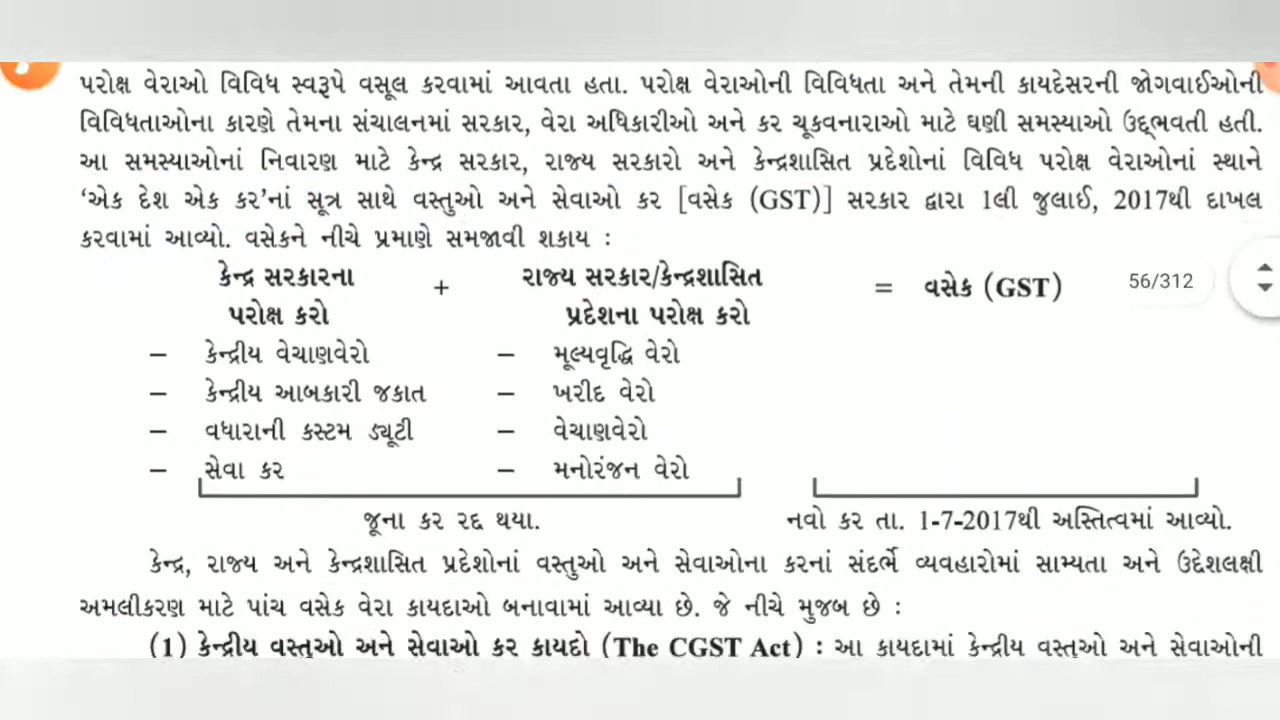 પરોક્ષ વેરાઓ વિવિધ સ્વરૂપે વસૂલ કરવામાં આવતા હતા. પરોક્ષ વેરાઓની વિવિધતા અને તેમની કાયદેસરની જોગવાઈઓની
વિવિધતાઓના કારણે તેમના સંચાલનમાં સરકાર, વેરા અધિકારીઓ અને કર ચૂકવનારાઓ માટે ઘણી સમસ્યાઓ ઉદ્ભવતી હતી.
આ સમસ્યાઓનાં નિવારણ માટે કેન્દ્ર સરકાર, રાજ્ય સરકારો અને કેન્દ્રશાસિત પ્રદેશોનાં વિવિધ પરોક્ષ વેરાઓનાં સ્થાને
‘એક દેશ એક કર’નાં સૂત્ર સાથે વસ્તુઓ અને સેવાઓ કર [વસેક (GST)] સરકાર દ્વારા 1લી જુલાઈ, 2017થી દાખલ
કરવામાં આવ્યો. વસેકને નીચે પ્રમાણે સમજાવી શકાય :
કેન્દ્ર સરકારના + રાજ્ય સરકાર/કેન્દ્રશાસિત = વસેક (GST) 56/312
પરોક્ષ કરો પ્રદેશના પરોક્ષ કરો
– કેન્દ્રીય વેચાણવેરો – મૂલ્યવૃદ્ધિ વેરો
– કેન્દ્રીય આબકારી જકાત – ખરીદ વેરો
– વધારાની કસ્ટમ ડ્યૂટી – વેચાણવેરો
– સેવા કર – મનોરંજન વેરો
જૂના કર રદ્દ થયા. નવો કર તા. 1-7-2017થી અસ્તિત્વમાં આવ્યો.
કેન્દ્ર, રાજ્ય અને કેન્દ્રશાસિત પ્રદેશોનાં વસ્તુઓ અને સેવાઓના કરનાં સંદર્ભે વ્યવહારોમાં સામ્યતા અને ઉદ્દેશલક્ષી
અમલીકરણ માટે પાંચ વસેક વેરા કાયદાઓ બનાવામાં આવ્યા છે. જે નીચે મુજબ છે :
(1) કેન્દ્રીય વસ્તુઓ અને સેવાઓ કર કાયદો (The CGST Act) : આ કાયદામાં કેન્દ્રીય વસ્તુઓ અને સેવાઓની